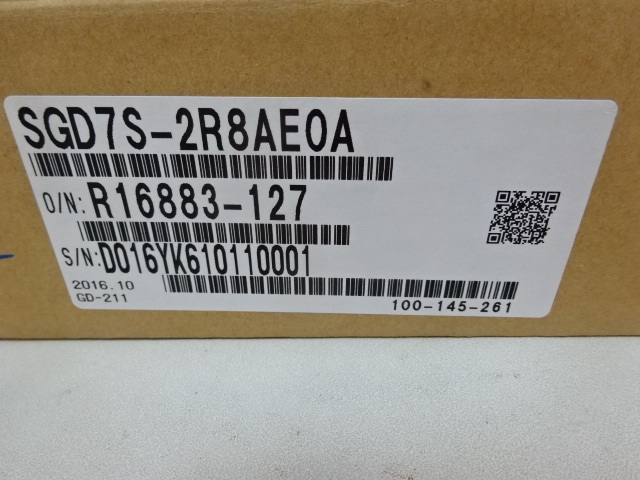 SGD7S-2R8AE0A
O/N: R16883-127
S/N: D016YK610110001
2016.10
GD-211
100-145-261